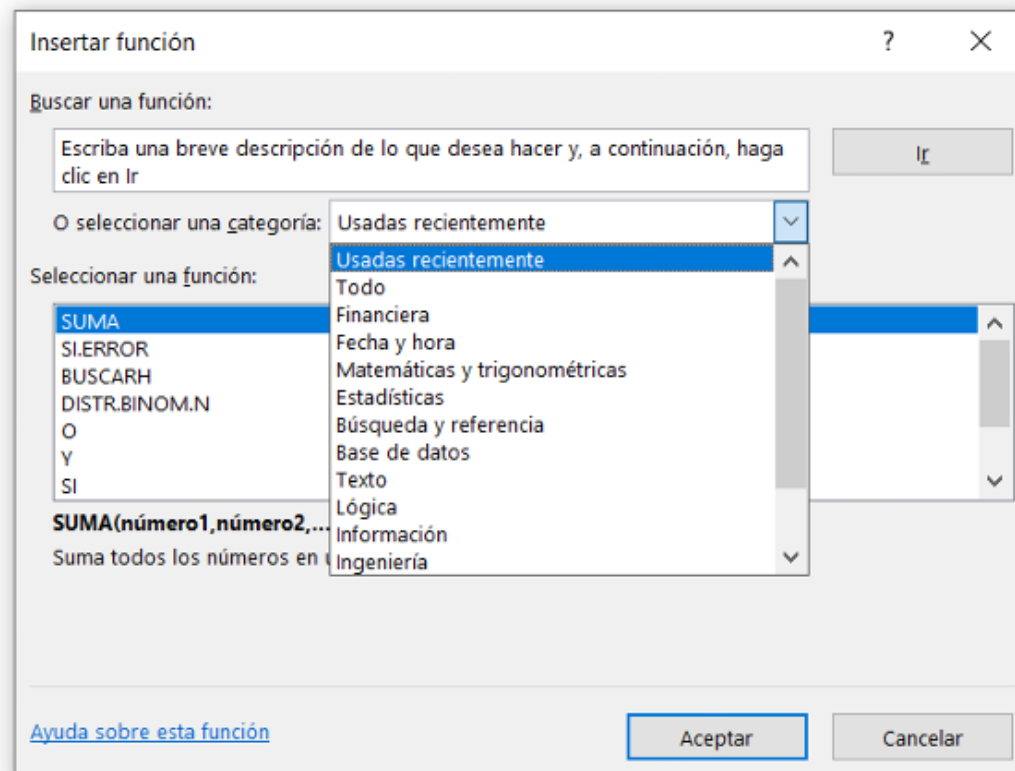 Insertar función
?
Buscar una función:
Escriba una breve descripción de lo que desea hacer y, a continuación, haga
clic en Ir
Ir
O seleccionar una categoría:
Usadas recientemente
Usadas recientemente
Todo
Financiera
Fecha y hora
Matemáticas y trigonométricas
Estadísticas
Búsqueda y referencia
Base de datos
Texto
Lógica
Información
Ingeniería
Seleccionar una función:
SUMA
SI.ERROR
BUSCARH
DISTR.BINOM.N
O
Y
SI
SUMA(número1,número2,...
Suma todos los números en
Ayuda sobre esta función
Aceptar
Cancelar